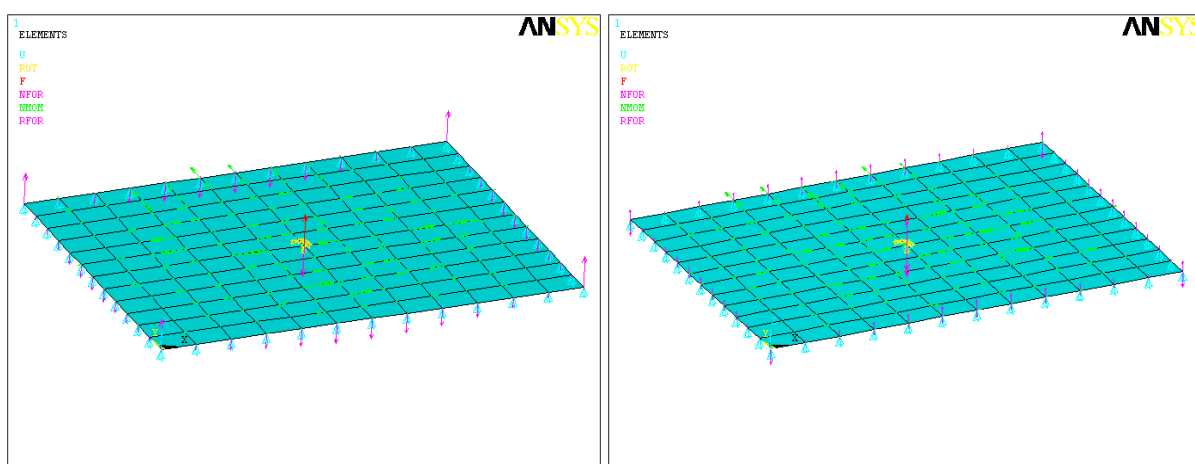 1
ANSYS
ELEMENTS
U
ROT
F
NFOR
NMOM
RFOR
Y
X
1
ANSYS
ELEMENTS
U
ROT
F
NFOR
NMOM
RFOR
Y
X